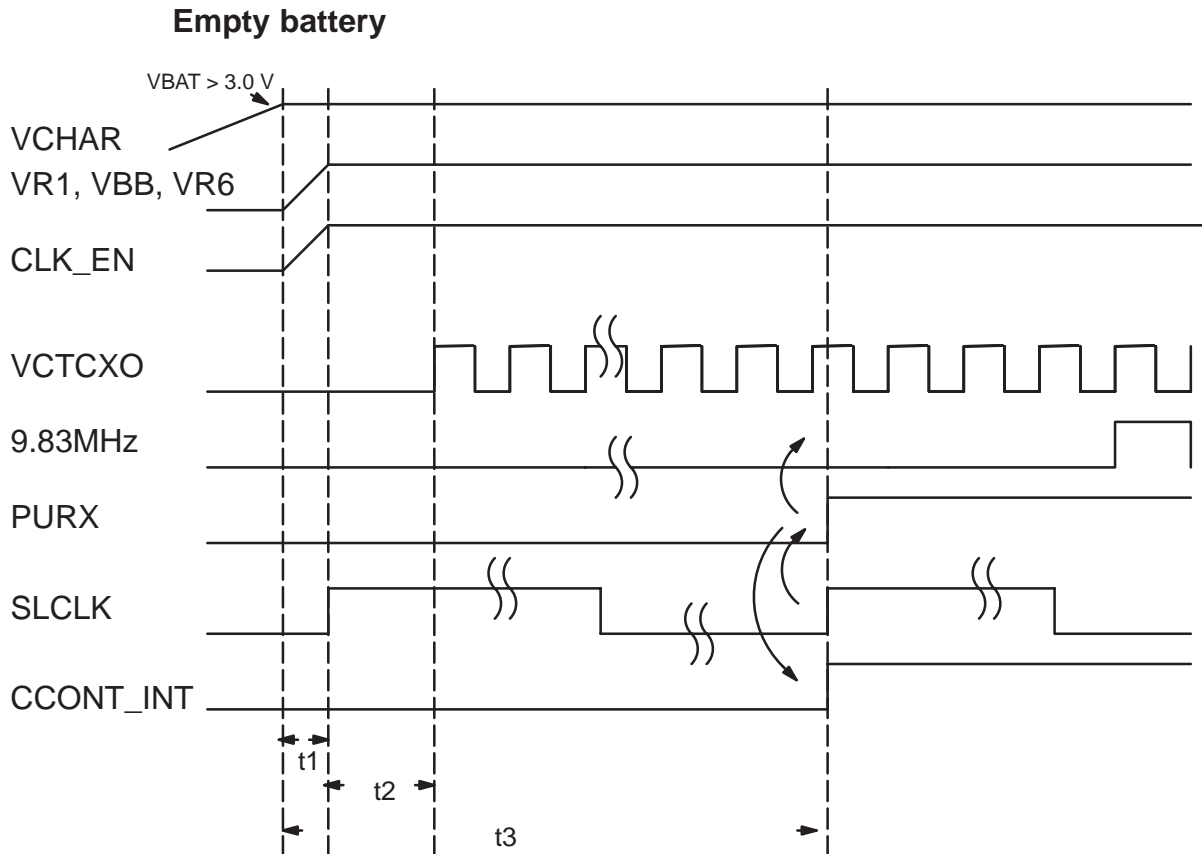 Empty battery
VBAT > 3.0 V
VCHAR
VR1, VBB, VR6
CLK_EN
VCTCXO
9.83MHz
PURX
SLCLK
CCONT_INT
t1
t2
t3